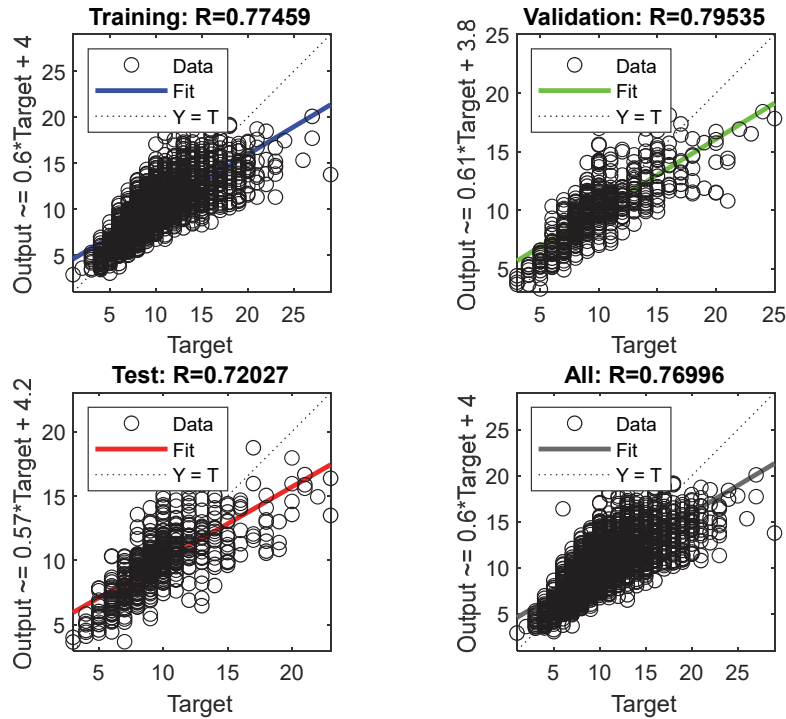 Training: R=0.77459
Output ~= 0.6*Target + 4
25
20
15
10
5
Data
Fit
Y = T
5 10 15 20 25
Target
Validation: R=0.79535
Output ~= 0.61*Target + 3.8
25
20
15
10
5
Data
Fit
Y = T
5 10 15 20 25
Target
Test: R=0.72027
Output ~= 0.57*Target + 4.2
20
15
10
5
Data
Fit
Y = T
5 10 15 20
Target
All: R=0.76996
Output ~= 0.6*Target + 4
25
20
15
10
5
Data
Fit
Y = T
5 10 15 20 25
Target